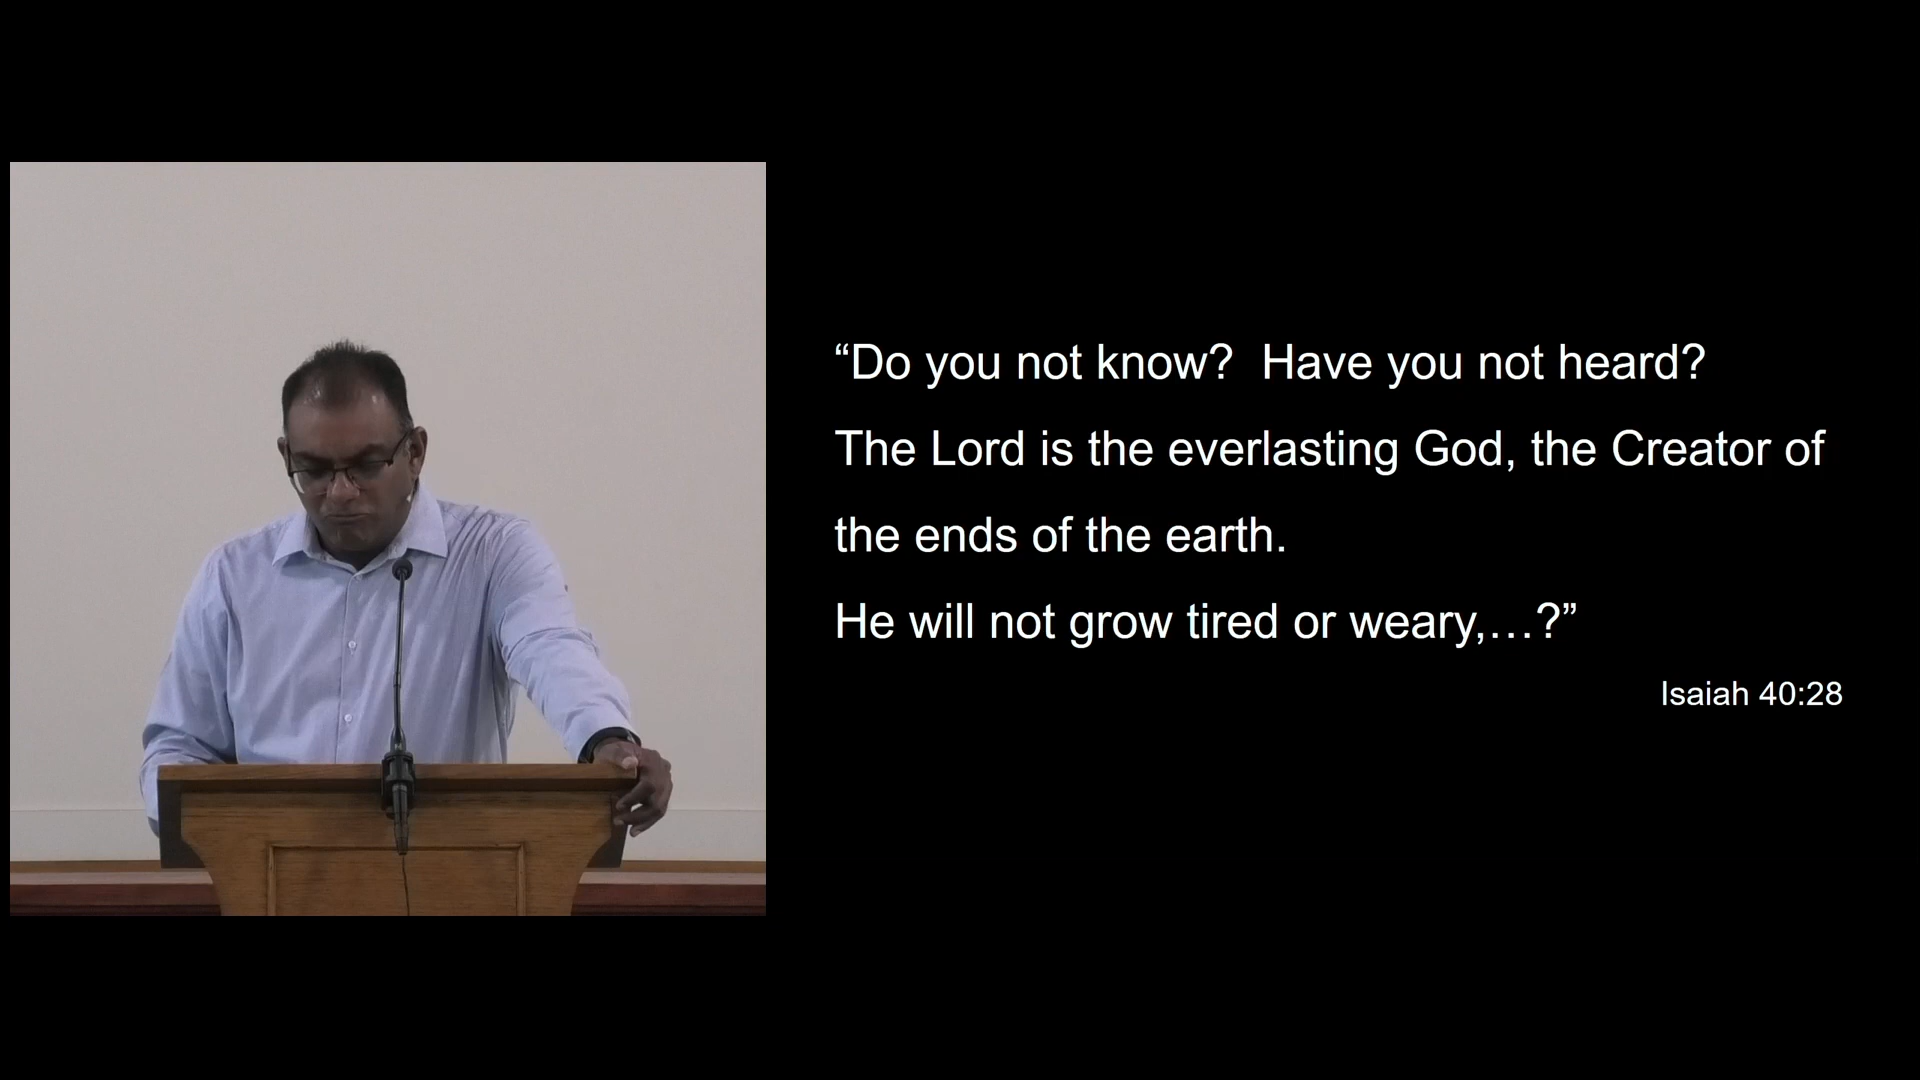 “Do you not know?  Have you not heard?
The Lord is the everlasting God, the Creator of
the ends of the earth.
He will not grow tired or weary,…?”
Isaiah 40:28